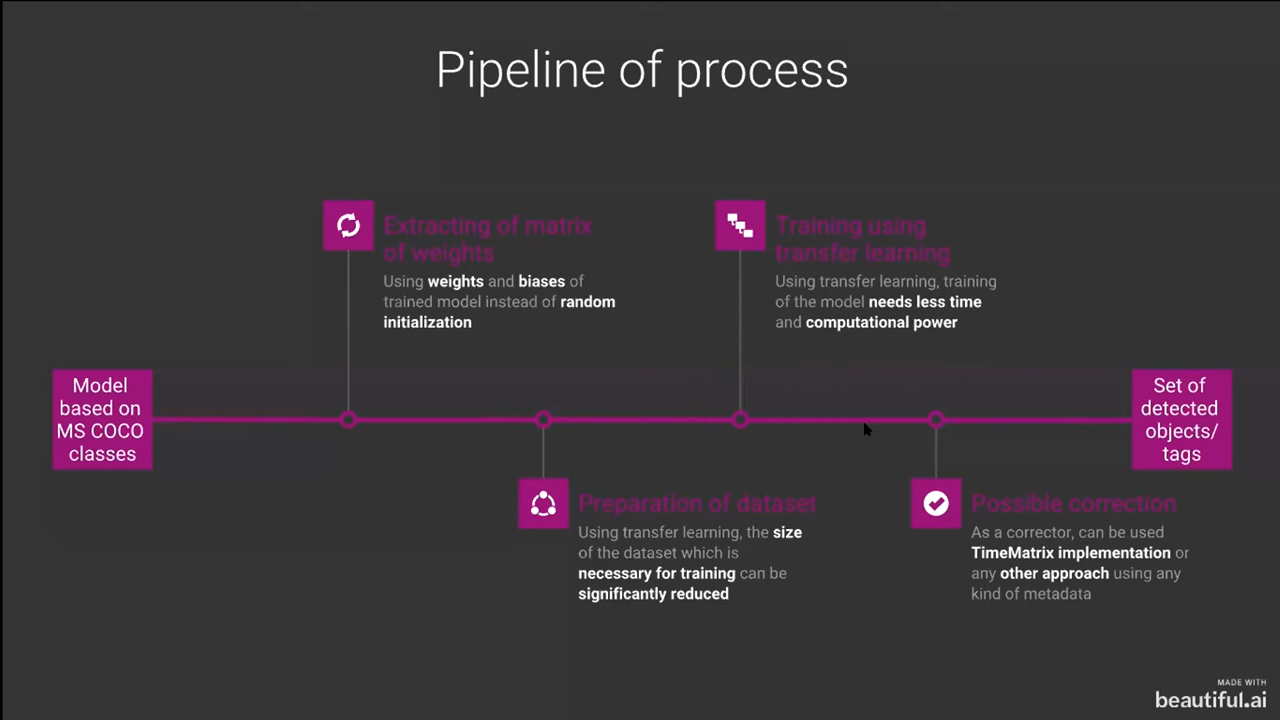 Pipeline of process
Extracting of matrix
of weights
Using weights and biases of
trained model instead of random
initialization
Training using
transfer learning
Using transfer learning, training
of the model needs less time
and computational power
Model
based on
MS COCO
classes
Set of
detected
objects/
tags
Preparation of dataset
Using transfer learning, the size
of the dataset which is
necessary for training can be
significantly reduced
Possible correction
As a corrector, can be used
TimeMatrix implementation or
any other approach using any
kind of metadata
MADE WITH
beautiful.ai